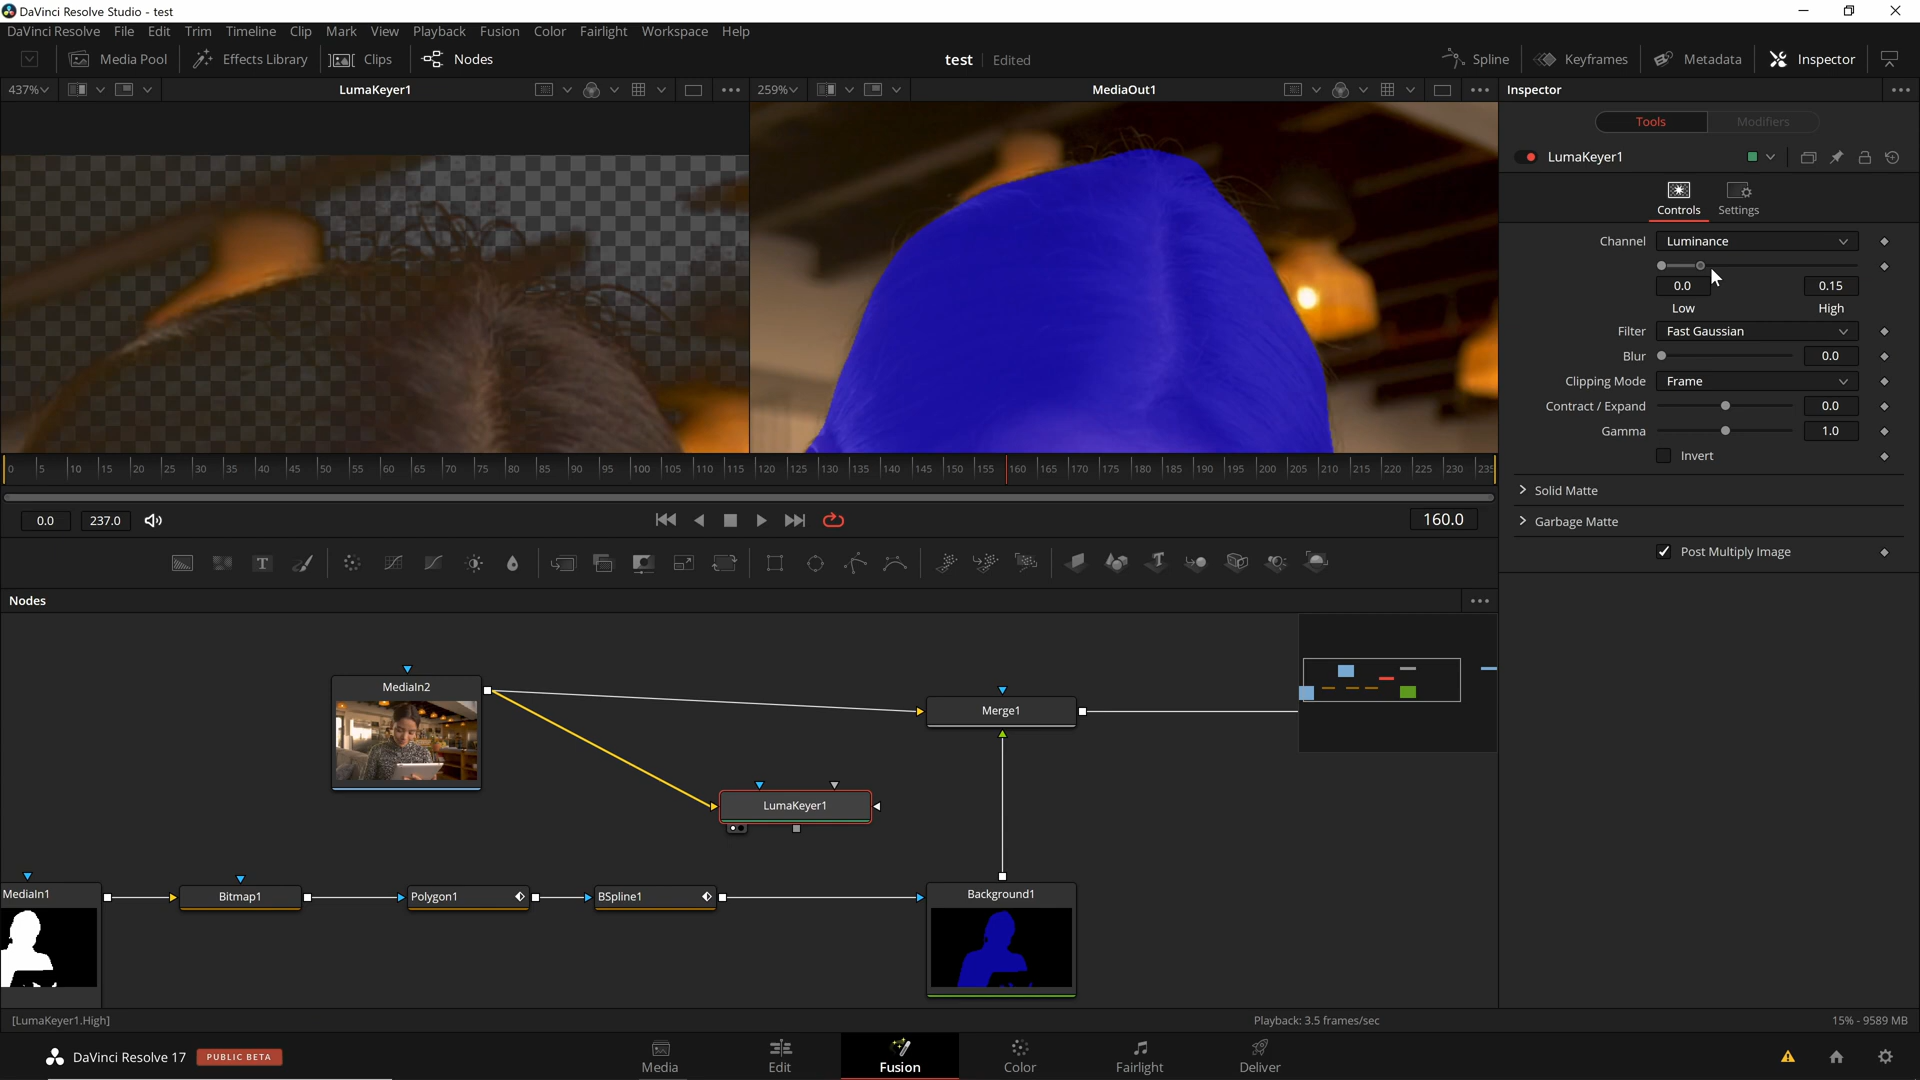 DaVinci Resolve Studio - test
DaVinci Resolve File Edit Trim Timeline Clip Mark View Playback Fusion Color Fairlight Workspace Help
Media Pool Effects Library Clips Nodes test Edited Spline Keyframes Metadata Inspector
437% LumaKeyer1 259% MediaOut1 Inspector
Tools Modifiers
LumaKeyer1
Controls Settings
Channel Luminance
0.0 0.15
Low High
Filter Fast Gaussian
Blur 0.0
Clipping Mode Frame
Contract / Expand 0.0
Gamma 1.0
Invert
Solid Matte
Garbage Matte
Post Multiply Image
0 5 10 15 20 25 30 35 40 45 50 55 60 65 70 75 80 85 90 95 100 105 110 115 120 125 130 135 140 145 150 155 160 165 170 175 180 185 190 195 200 205 210 215 220 225 230 235
0.0 237.0 160.0
T
Nodes
MediaIn2
Merge1
LumaKeyer1
MediaIn1 Bitmap1 Polygon1 BSpline1 Background1
[LumaKeyer1.High] Playback: 3.5 frames/sec 15% - 9589 MB
DaVinci Resolve 17 PUBLIC BETA Media Edit Fusion Color Fairlight Deliver